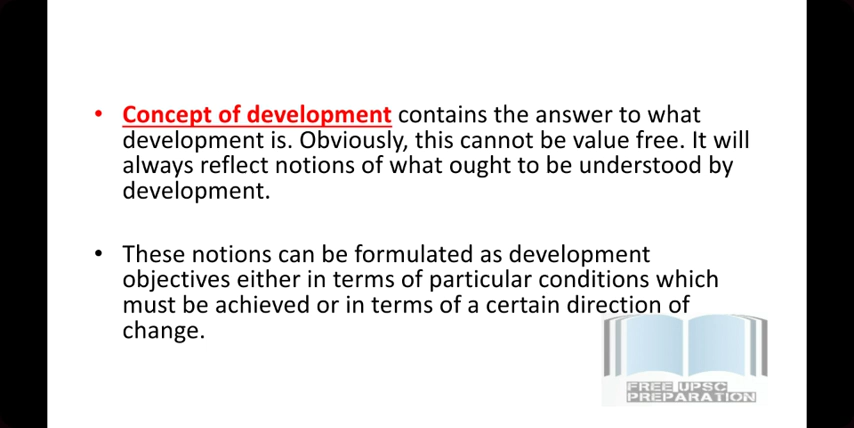 • Concept of development contains the answer to what
development is. Obviously, this cannot be value free. It will
always reflect notions of what ought to be understood by
development.
• These notions can be formulated as development
objectives either in terms of particular conditions which
must be achieved or in terms of a certain direction of
change.
FREE UPSC
PREPARATION